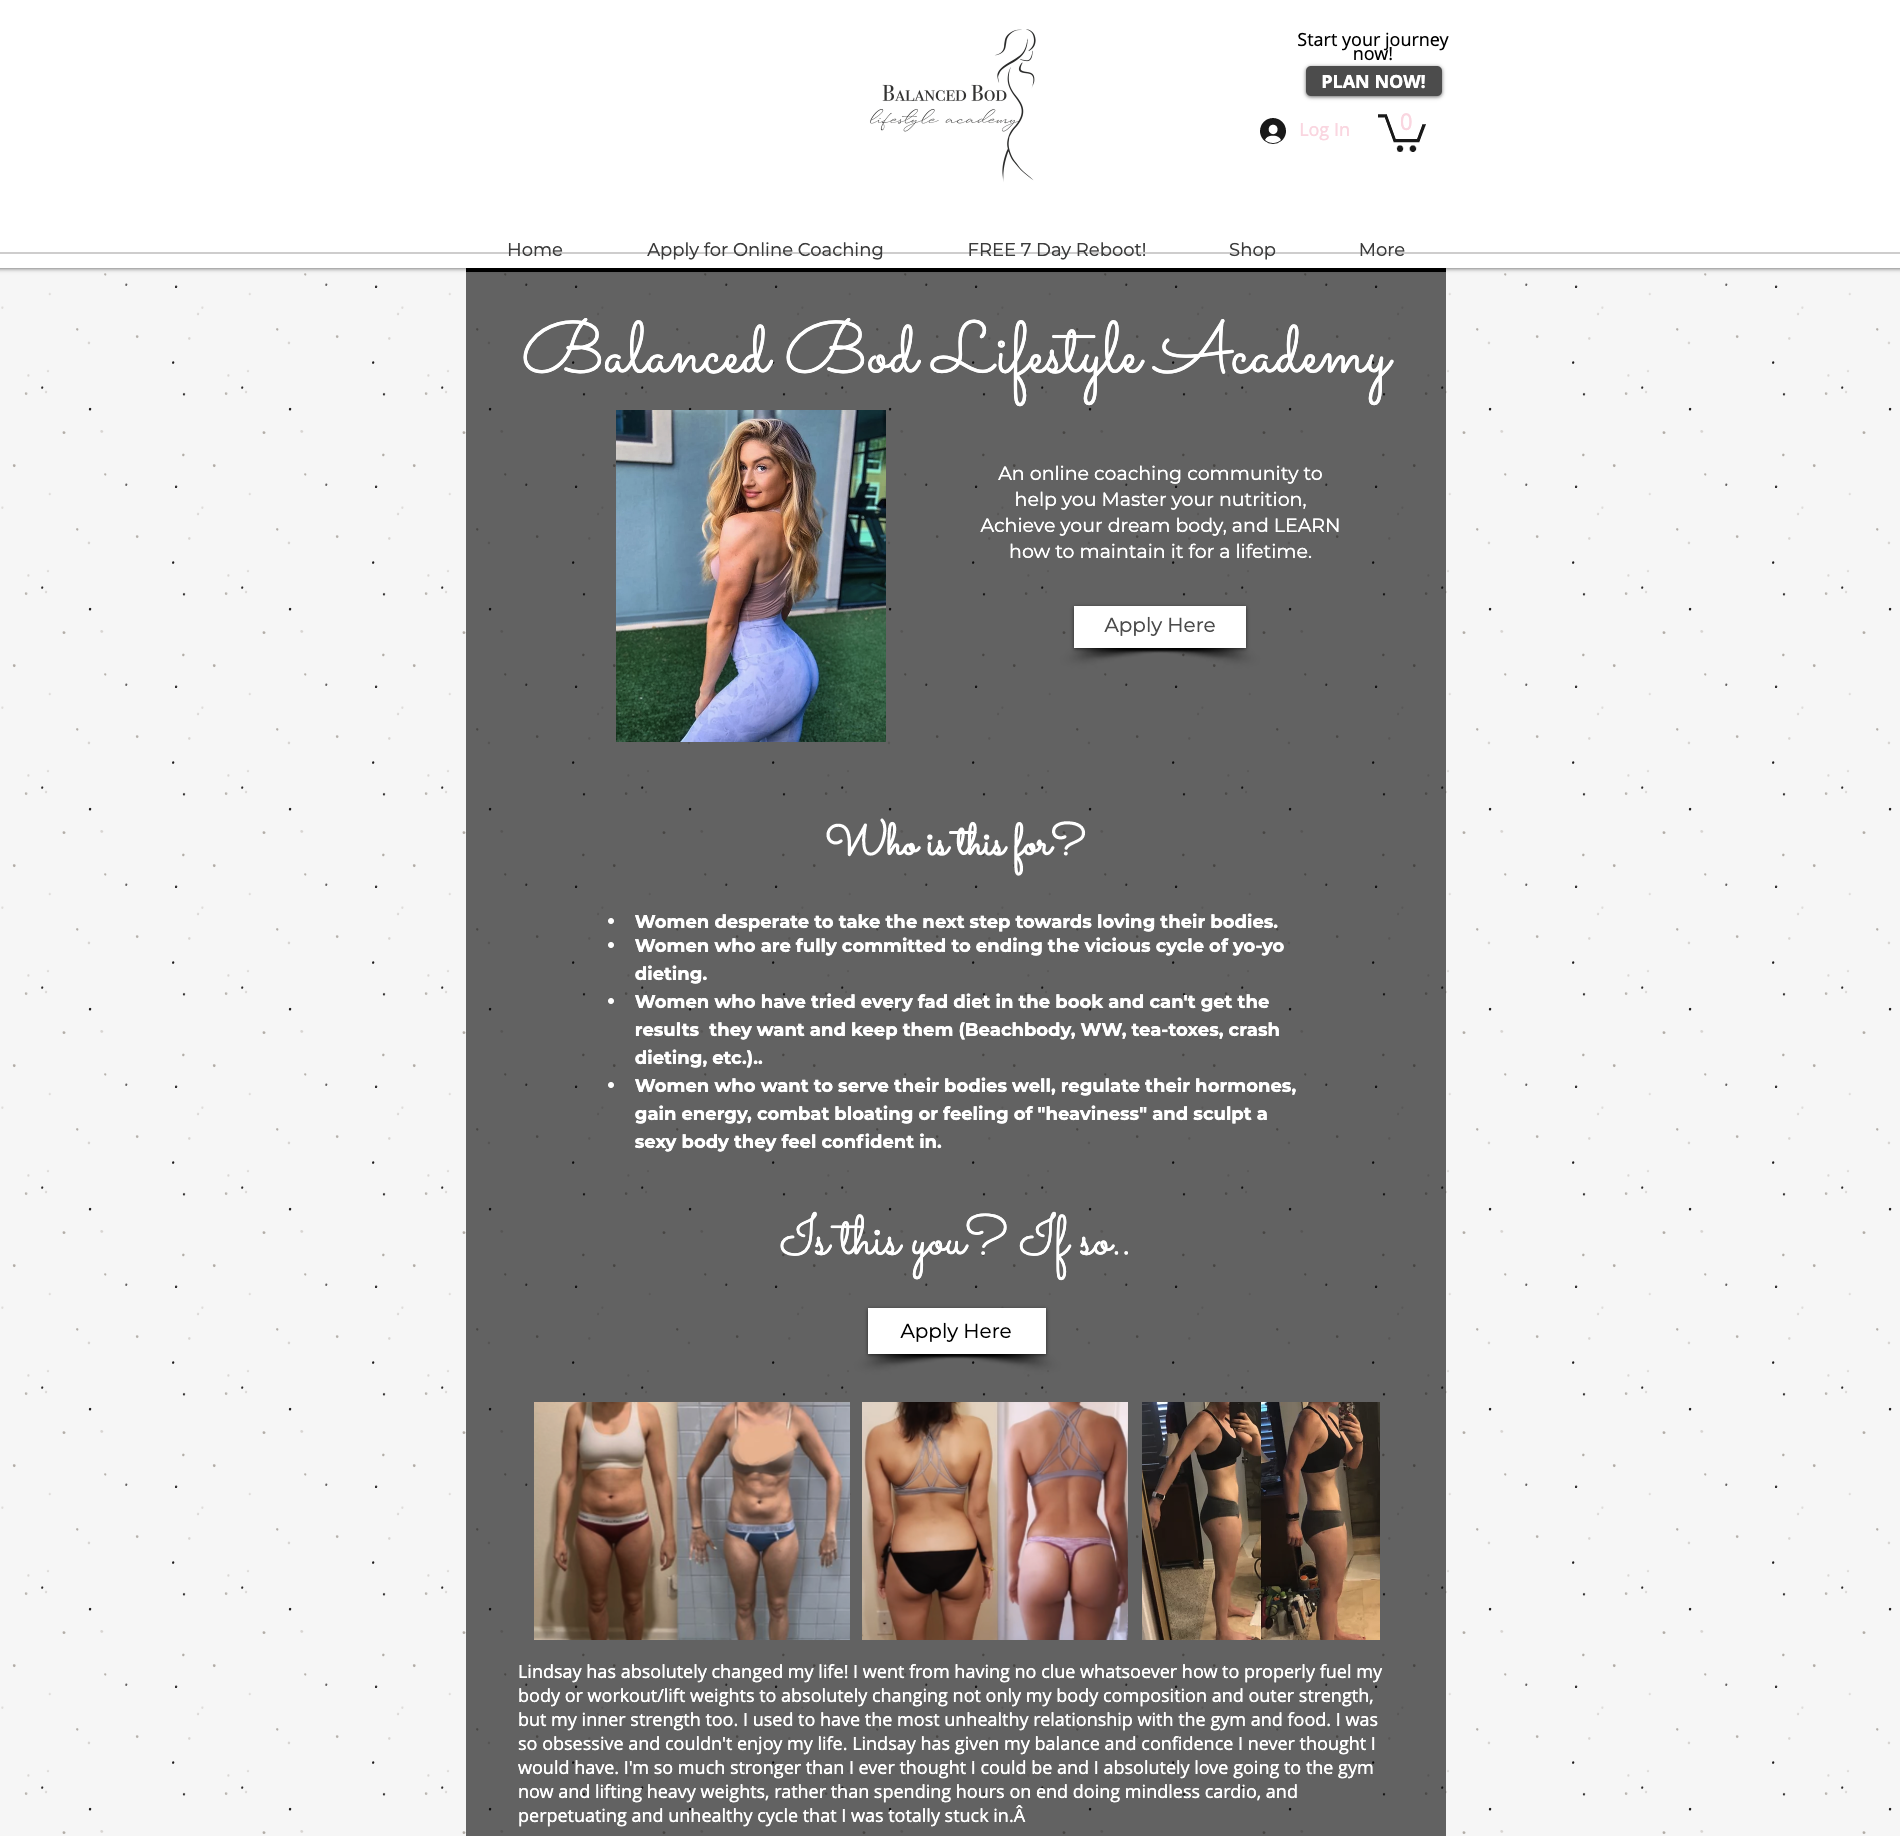 Start your journey
now!
PLAN NOW!
BALANCED BOD
lifestyle academy
Log In
0
Home
Apply for Online Coaching
FREE 7 Day Reboot!
Shop
More
Balanced Bod Lifestyle Academy
An online coaching community to
help you Master your nutrition,
Achieve your dream body, and LEARN
how to maintain it for a lifetime.
Apply Here
Who is this for?
• Women desperate to take the next step towards loving their bodies.
• Women who are fully committed to ending the vicious cycle of yo-yo
dieting.
• Women who have tried every fad diet in the book and can't get the
results  they want and keep them (Beachbody, WW, tea-toxes, crash
dieting, etc.)..
• Women who want to serve their bodies well, regulate their hormones,
gain energy, combat bloating or feeling of "heaviness" and sculpt a
sexy body they feel confident in.
Is this you? If so..
Apply Here
Lindsay has absolutely changed my life! I went from having no clue whatsoever how to properly fuel my
body or workout/lift weights to absolutely changing not only my body composition and outer strength,
but my inner strength too. I used to have the most unhealthy relationship with the gym and food. I was
so obsessive and couldn't enjoy my life. Lindsay has given my balance and confidence I never thought I
would have. I'm so much stronger than I ever thought I could be and I absolutely love going to the gym
now and lifting heavy weights, rather than spending hours on end doing mindless cardio, and
perpetuating and unhealthy cycle that I was totally stuck in.Â